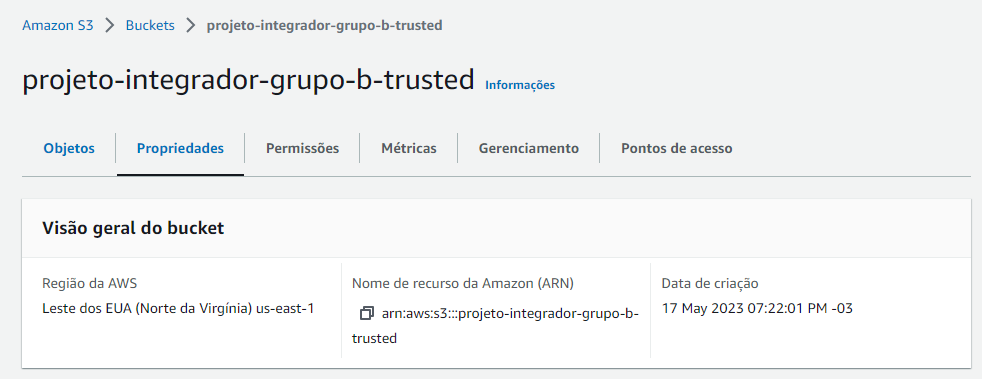 Amazon S3 > Buckets > projeto-integrador-grupo-b-trusted
projeto-integrador-grupo-b-trusted Informações
Objetos Propriedades Permissões Métricas Gerenciamento Pontos de acesso
Visão geral do bucket
Região da AWS
Leste dos EUA (Norte da Virgínia) us-east-1
Nome de recurso da Amazon (ARN)
arn:aws:s3:::projeto-integrador-grupo-b-
trusted
Data de criação
17 May 2023 07:22:01 PM -03